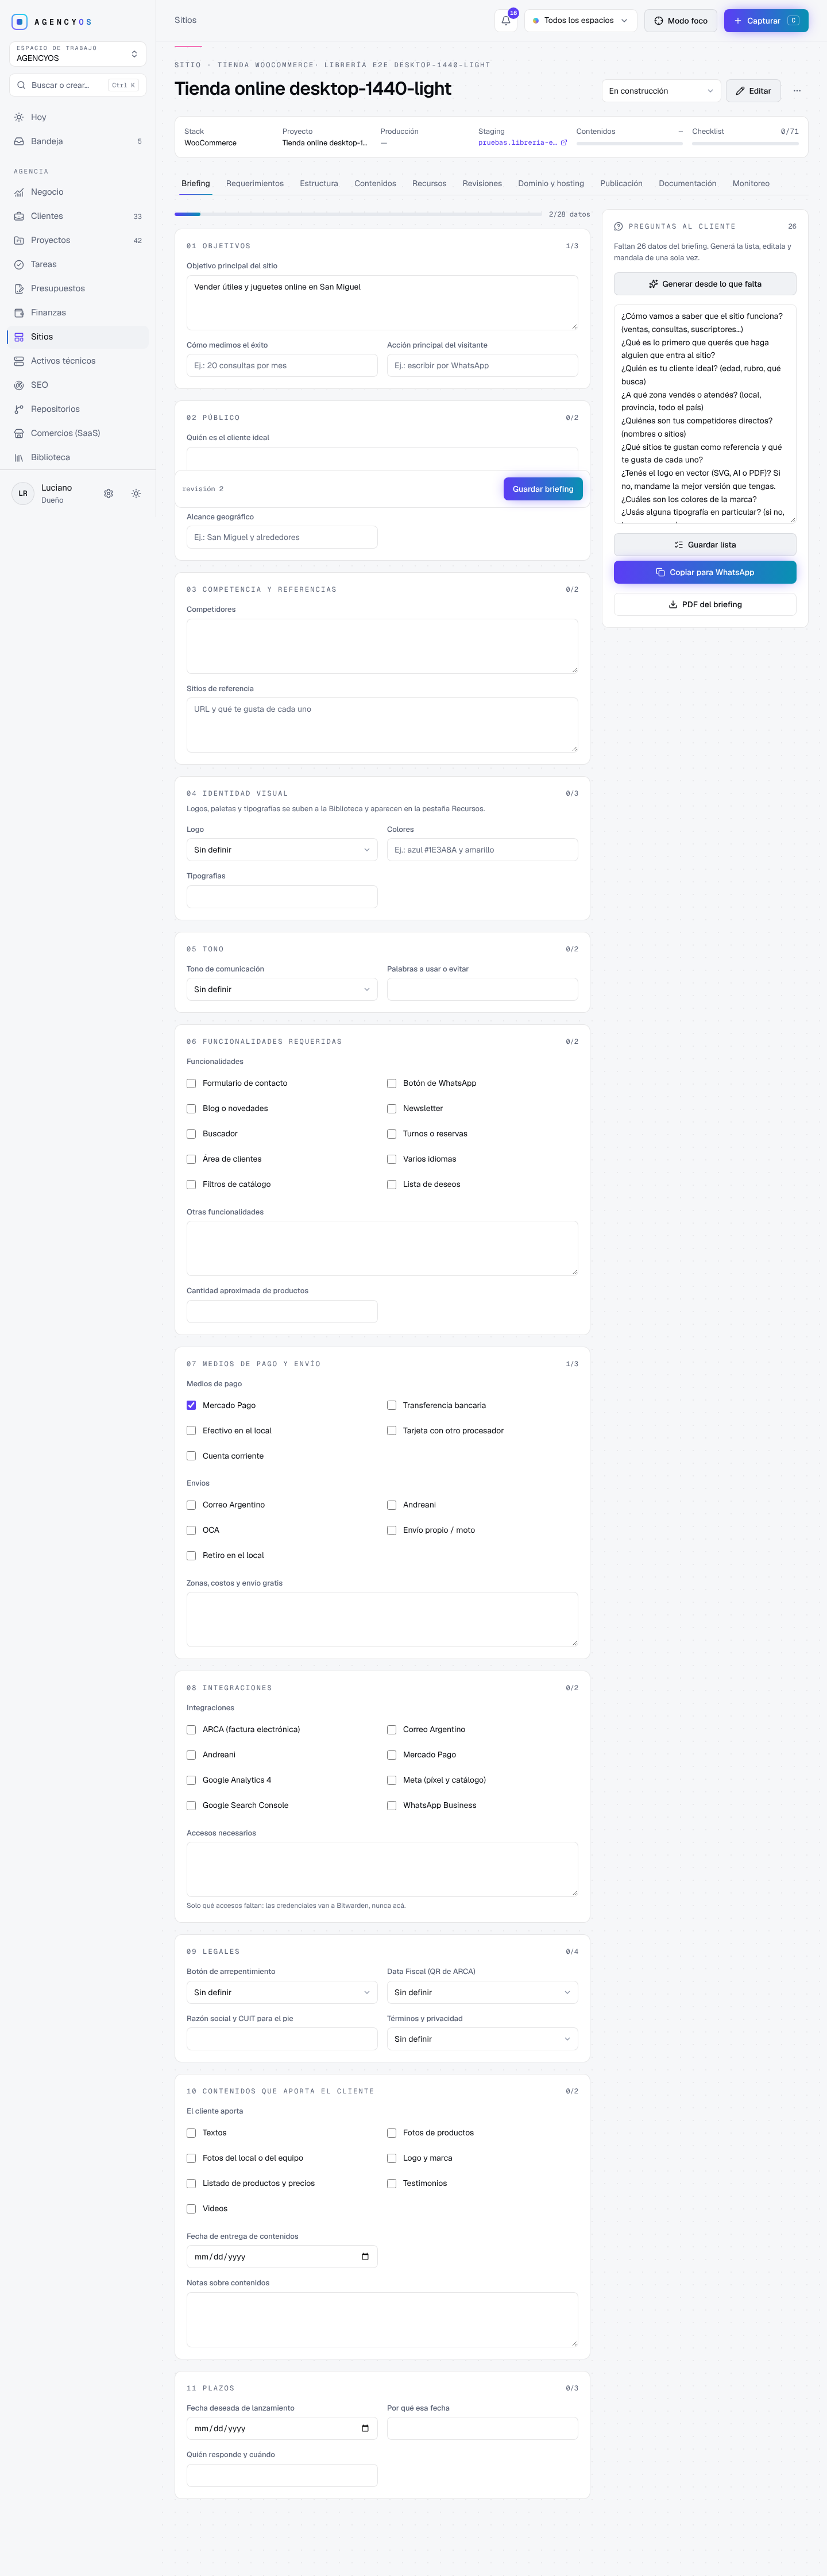 AGENCYOS
ESPACIO DE TRABAJO
AGENCYOS
Buscar o crear... Ctrl K
Hoy
Bandeja 5
AGENCIA
Negocio
Clientes 33
Proyectos 42
Tareas
Presupuestos
Finanzas
Sitios
Activos técnicos
SEO
Repositorios
Comercios (SaaS)
Biblioteca
LR
Luciano
Dueño
Sitios
Todos los espacios
Modo foco
Capturar C
SITIO · TIENDA WOOCOMMERCE· LIBRERÍA E2E DESKTOP-1440-LIGHT
Tienda online desktop-1440-light
En construcción
Editar
Stack
WooCommerce
Proyecto
Tienda online desktop-1...
Producción
—
Staging
pruebas.libreria-e...
Contenidos —
Checklist 0/71
Briefing Requerimientos Estructura Contenidos Recursos Revisiones Dominio y hosting Publicación Documentación Monitoreo
2/28 datos
01 OBJETIVOS 1/3
Objetivo principal del sitio
Vender útiles y juguetes online en San Miguel
Cómo medimos el éxito
Ej.: 20 consultas por mes
Acción principal del visitante
Ej.: escribir por WhatsApp
02 PÚBLICO 0/2
Quién es el cliente ideal
revisión 2
Guardar briefing
Alcance geográfico
Ej.: San Miguel y alrededores
03 COMPETENCIA Y REFERENCIAS 0/2
Competidores
Sitios de referencia
URL y qué te gusta de cada uno
04 IDENTIDAD VISUAL 0/3
Logos, paletas y tipografías se suben a la Biblioteca y aparecen en la pestaña Recursos.
Logo
Sin definir
Colores
Ej.: azul #1E3A8A y amarillo
Tipografías
05 TONO 0/2
Tono de comunicación
Sin definir
Palabras a usar o evitar
06 FUNCIONALIDADES REQUERIDAS 0/2
Funcionalidades
Formulario de contacto
Botón de WhatsApp
Blog o novedades
Newsletter
Buscador
Turnos o reservas
Área de clientes
Varios idiomas
Filtros de catálogo
Lista de deseos
Otras funcionalidades
Cantidad aproximada de productos
07 MEDIOS DE PAGO Y ENVÍO 1/3
Medios de pago
Mercado Pago
Transferencia bancaria
Efectivo en el local
Tarjeta con otro procesador
Cuenta corriente
Envíos
Correo Argentino
Andreani
OCA
Envío propio / moto
Retiro en el local
Zonas, costos y envío gratis
08 INTEGRACIONES 0/2
Integraciones
ARCA (factura electrónica)
Correo Argentino
Andreani
Mercado Pago
Google Analytics 4
Meta (píxel y catálogo)
Google Search Console
WhatsApp Business
Accesos necesarios
Solo qué accesos faltan: las credenciales van a Bitwarden, nunca acá.
09 LEGALES 0/4
Botón de arrepentimiento
Sin definir
Data Fiscal (QR de ARCA)
Sin definir
Razón social y CUIT para el pie
Términos y privacidad
Sin definir
10 CONTENIDOS QUE APORTA EL CLIENTE 0/2
El cliente aporta
Textos
Fotos de productos
Fotos del local o del equipo
Logo y marca
Listado de productos y precios
Testimonios
Videos
Fecha de entrega de contenidos
mm/dd/yyyy
Notas sobre contenidos
11 PLAZOS 0/3
Fecha deseada de lanzamiento
mm/dd/yyyy
Por qué esa fecha
Quién responde y cuándo
PREGUNTAS AL CLIENTE 26
Faltan 26 datos del briefing. Generá la lista, editala y
mandala de una sola vez.
Generar desde lo que falta
¿Cómo vamos a saber que el sitio funciona?
(ventas, consultas, suscriptores…)
¿Qué es lo primero que querés que haga
alguien que entra al sitio?
¿Quién es tu cliente ideal? (edad, rubro, qué
busca)
¿A qué zona vendés o atendés? (local,
provincia, todo el país)
¿Quiénes son tus competidores directos?
(nombres o sitios)
¿Qué sitios te gustan como referencia y qué
te gusta de cada uno?
¿Tenés el logo en vector (SVG, AI o PDF)? Si
no, mandame la mejor versión que tengas.
¿Cuáles son los colores de la marca?
¿Usás alguna tipografía en particular? (si no,
Guardar lista
Copiar para WhatsApp
PDF del briefing